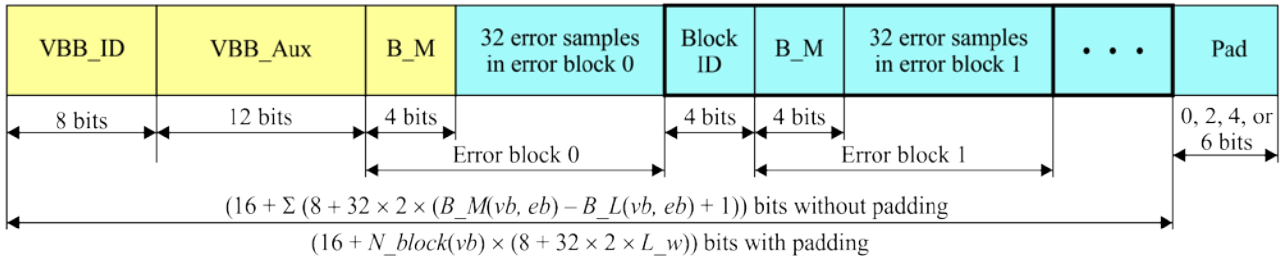 VBB_ID
VBB_Aux
B_M
32 error samples
in error block 0
Block
ID
B_M
32 error samples
in error block 1
• • •
Pad
8 bits
12 bits
4 bits
4 bits
4 bits
0, 2, 4, or
6 bits
Error block 0
Error block 1
(16 + Σ (8 + 32 × 2 × (B_M(vb, eb) – B_L(vb, eb) + 1)) bits without padding
(16 + N_block(vb) × (8 + 32 × 2 × L_w)) bits with padding